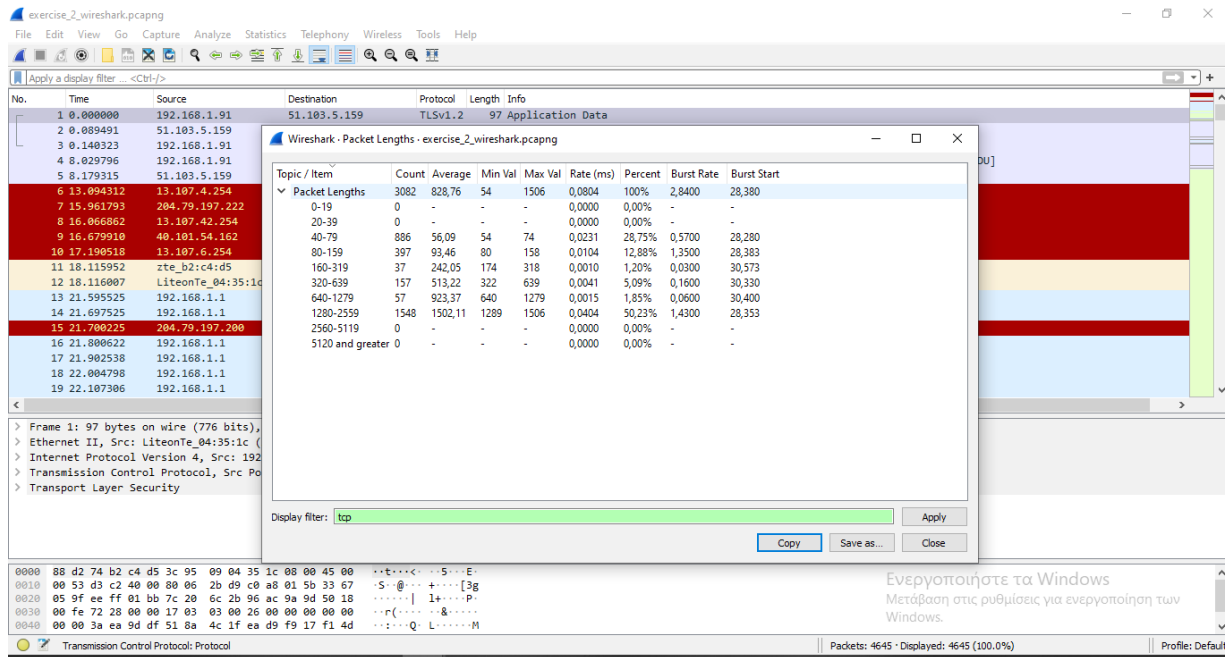 exercise_2_wireshark.pcapng
File Edit View Go Capture Analyze Statistics Telephony Wireless Tools Help
Apply a display filter ... <Ctrl-/>
No. Time Source Destination Protocol Length Info
1 0.000000 192.168.1.91 51.103.5.159 TLSv1.2 97 Application Data
2 0.089491 51.103.5.159
3 0.140323 192.168.1.91
4 8.029796 192.168.1.91 DU]
5 8.179315 51.103.5.159
6 13.094312 13.107.4.254
7 15.961793 204.79.197.222
8 16.066862 13.107.42.254
9 16.679910 40.101.54.162
10 17.190518 13.107.6.254
11 18.115952 zte_b2:c4:d5
12 18.116007 LiteonTe_04:35:1c
13 21.595525 192.168.1.1
14 21.697525 192.168.1.1
15 21.700225 204.79.197.200
16 21.800622 192.168.1.1
17 21.902538 192.168.1.1
18 22.004798 192.168.1.1
19 22.107306 192.168.1.1
Wireshark · Packet Lengths · exercise_2_wireshark.pcapng
Topic / Item Count Average Min Val Max Val Rate (ms) Percent Burst Rate Burst Start
Packet Lengths 3082 828,76 54 1506 0,0804 100% 2,8400 28,380
0-19 0 - - - 0,0000 0,00% - -
20-39 0 - - - 0,0000 0,00% - -
40-79 886 56,09 54 74 0,0231 28,75% 0,5700 28,280
80-159 397 93,46 80 158 0,0104 12,88% 1,3500 28,383
160-319 37 242,05 174 318 0,0010 1,20% 0,0300 30,573
320-639 157 513,22 322 639 0,0041 5,09% 0,1600 30,330
640-1279 57 923,37 640 1279 0,0015 1,85% 0,0600 30,400
1280-2559 1548 1502,11 1289 1506 0,0404 50,23% 1,4300 28,353
2560-5119 0 - - - 0,0000 0,00% - -
5120 and greater 0 - - - 0,0000 0,00% - -
Display filter: tcp Apply
Copy Save as... Close
Frame 1: 97 bytes on wire (776 bits),
Ethernet II, Src: LiteonTe_04:35:1c (
Internet Protocol Version 4, Src: 192
Transmission Control Protocol, Src Po
Transport Layer Security
0000 88 d2 74 b2 c4 d5 3c 95 09 04 35 1c 08 00 45 00 ··t···<· ··5···E·
0010 00 53 d3 c2 40 00 80 06 2b d9 c0 a8 01 5b 33 67 ·S··@··· +····[3g
0020 05 9f ee ff 01 bb 7c 20 6c 2b 96 ac 9a 9d 50 18 ······| l+····P·
0030 00 fe 72 28 00 00 17 03 03 00 26 00 00 00 00 00 ··r(···· ··&·····
0040 00 00 3a ea 9d df 51 8a 4c 1f ea d9 f9 17 f1 4d ··:···Q· L······M
Ενεργοποιήστε τα Windows
Μετάβαση στις ρυθμίσεις για ενεργοποίηση των
Windows.
Transmission Control Protocol: Protocol Packets: 4645 · Displayed: 4645 (100.0%) Profile: Default